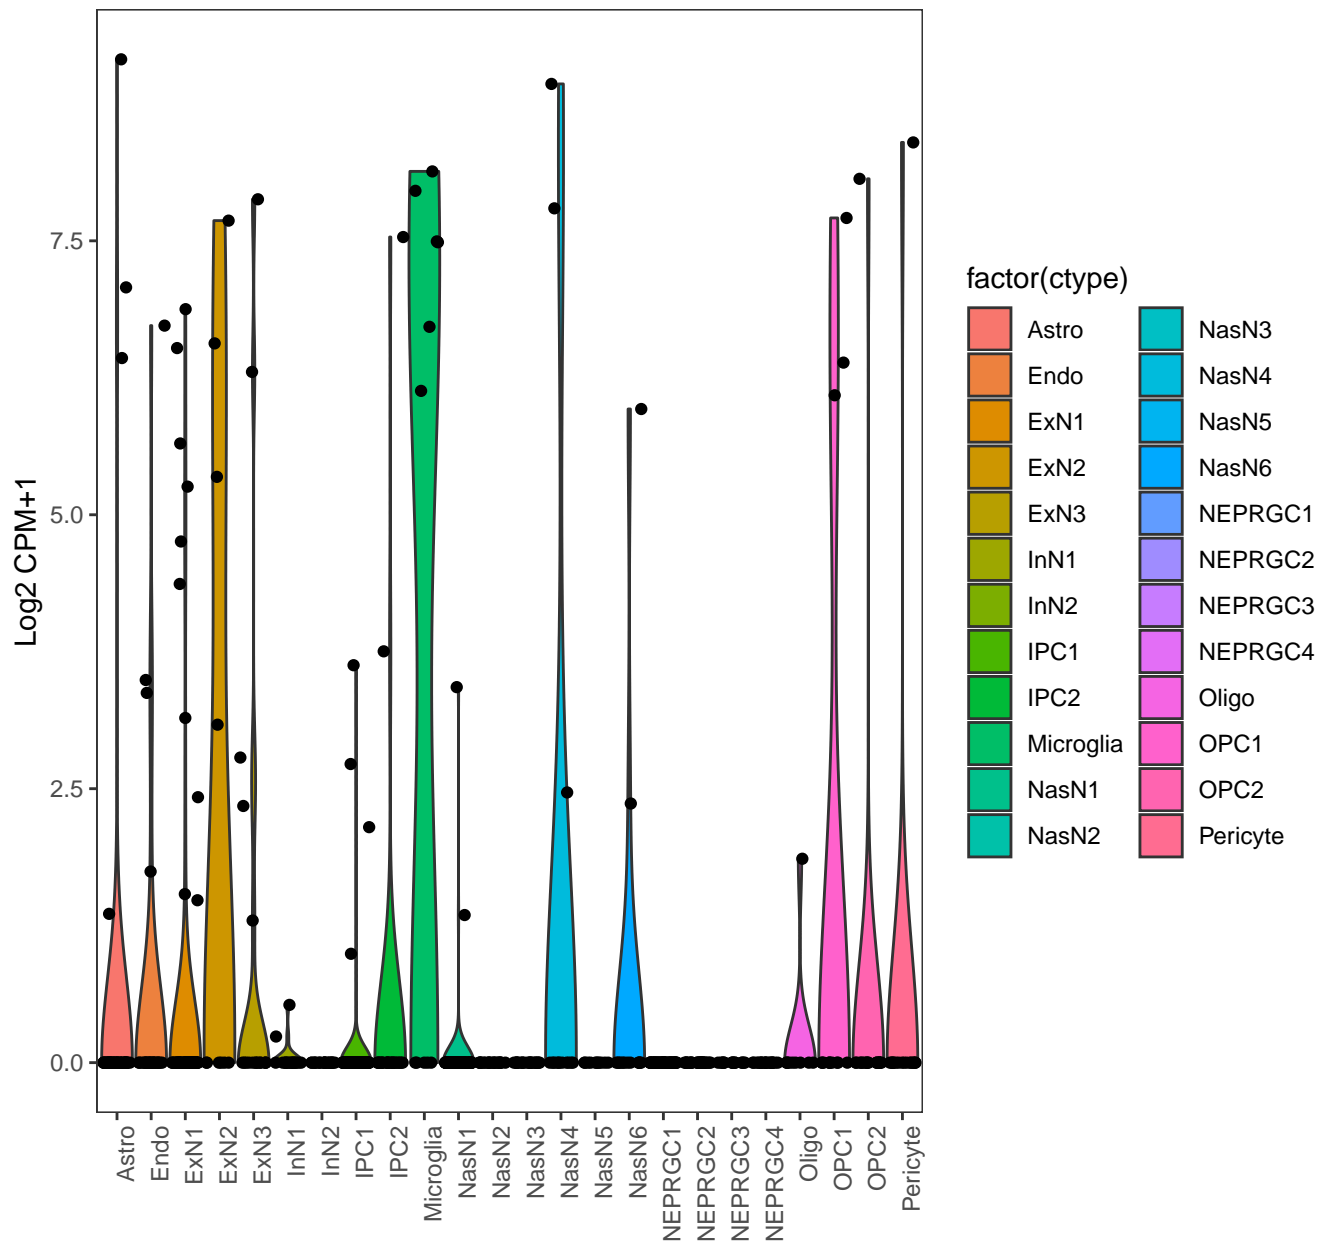 Log2 CPM+1
7.5
5.0
2.5
0.0
Astro
Endo
ExN1
ExN2
ExN3
InN1
InN2
IPC1
IPC2
Microglia
NasN1
NasN2
NasN3
NasN4
NasN5
NasN6
NEPRGC1
NEPRGC2
NEPRGC3
NEPRGC4
Oligo
OPC1
OPC2
Pericyte
factor(ctype)
Astro
Endo
ExN1
ExN2
ExN3
InN1
InN2
IPC1
IPC2
Microglia
NasN1
NasN2
NasN3
NasN4
NasN5
NasN6
NEPRGC1
NEPRGC2
NEPRGC3
NEPRGC4
Oligo
OPC1
OPC2
Pericyte